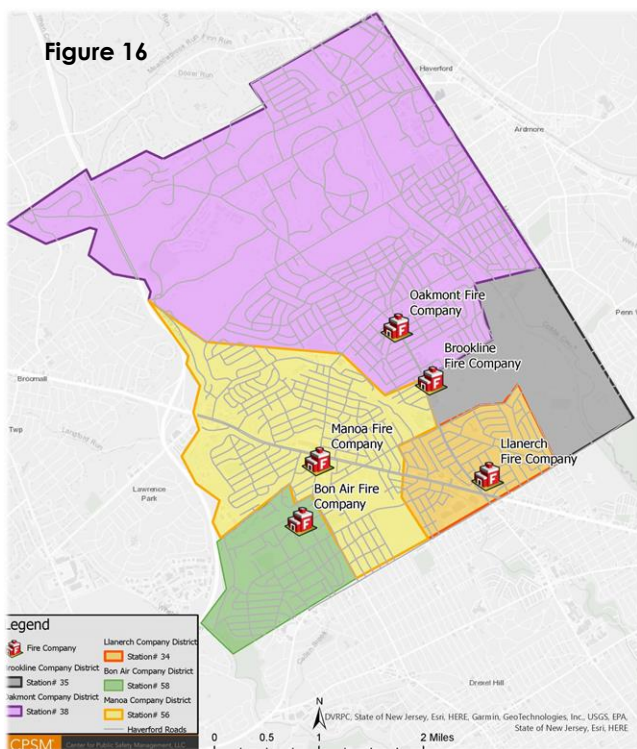 Figure 16
Haverford
Ardmore
Oakmont Fire
Company
Penn
Brookline
Fire Company
Broomall
Manoa Fire
Company
Llanerch
Fire Company
Twp
Langford Run
Bon Air Fire
Company
Lawrence
Park
Legend
Fire Company
Brookline Company District
Station# 35
Oakmont Company District
Station# 38
Llanerch Company District
Station# 34
Bon Air Company District
Station# 58
Manoa Company District
Station# 56
Haverford Roads
Drexel Hill
N
0 0.5 1 2 Miles
DVRPC, State of New Jersey, Esri, HERE, Garmin, GeoTechnologies, Inc., USGS, EPA,
State of New Jersey, Esri, HERE
CPSM Center for Public Safety Management, LLC